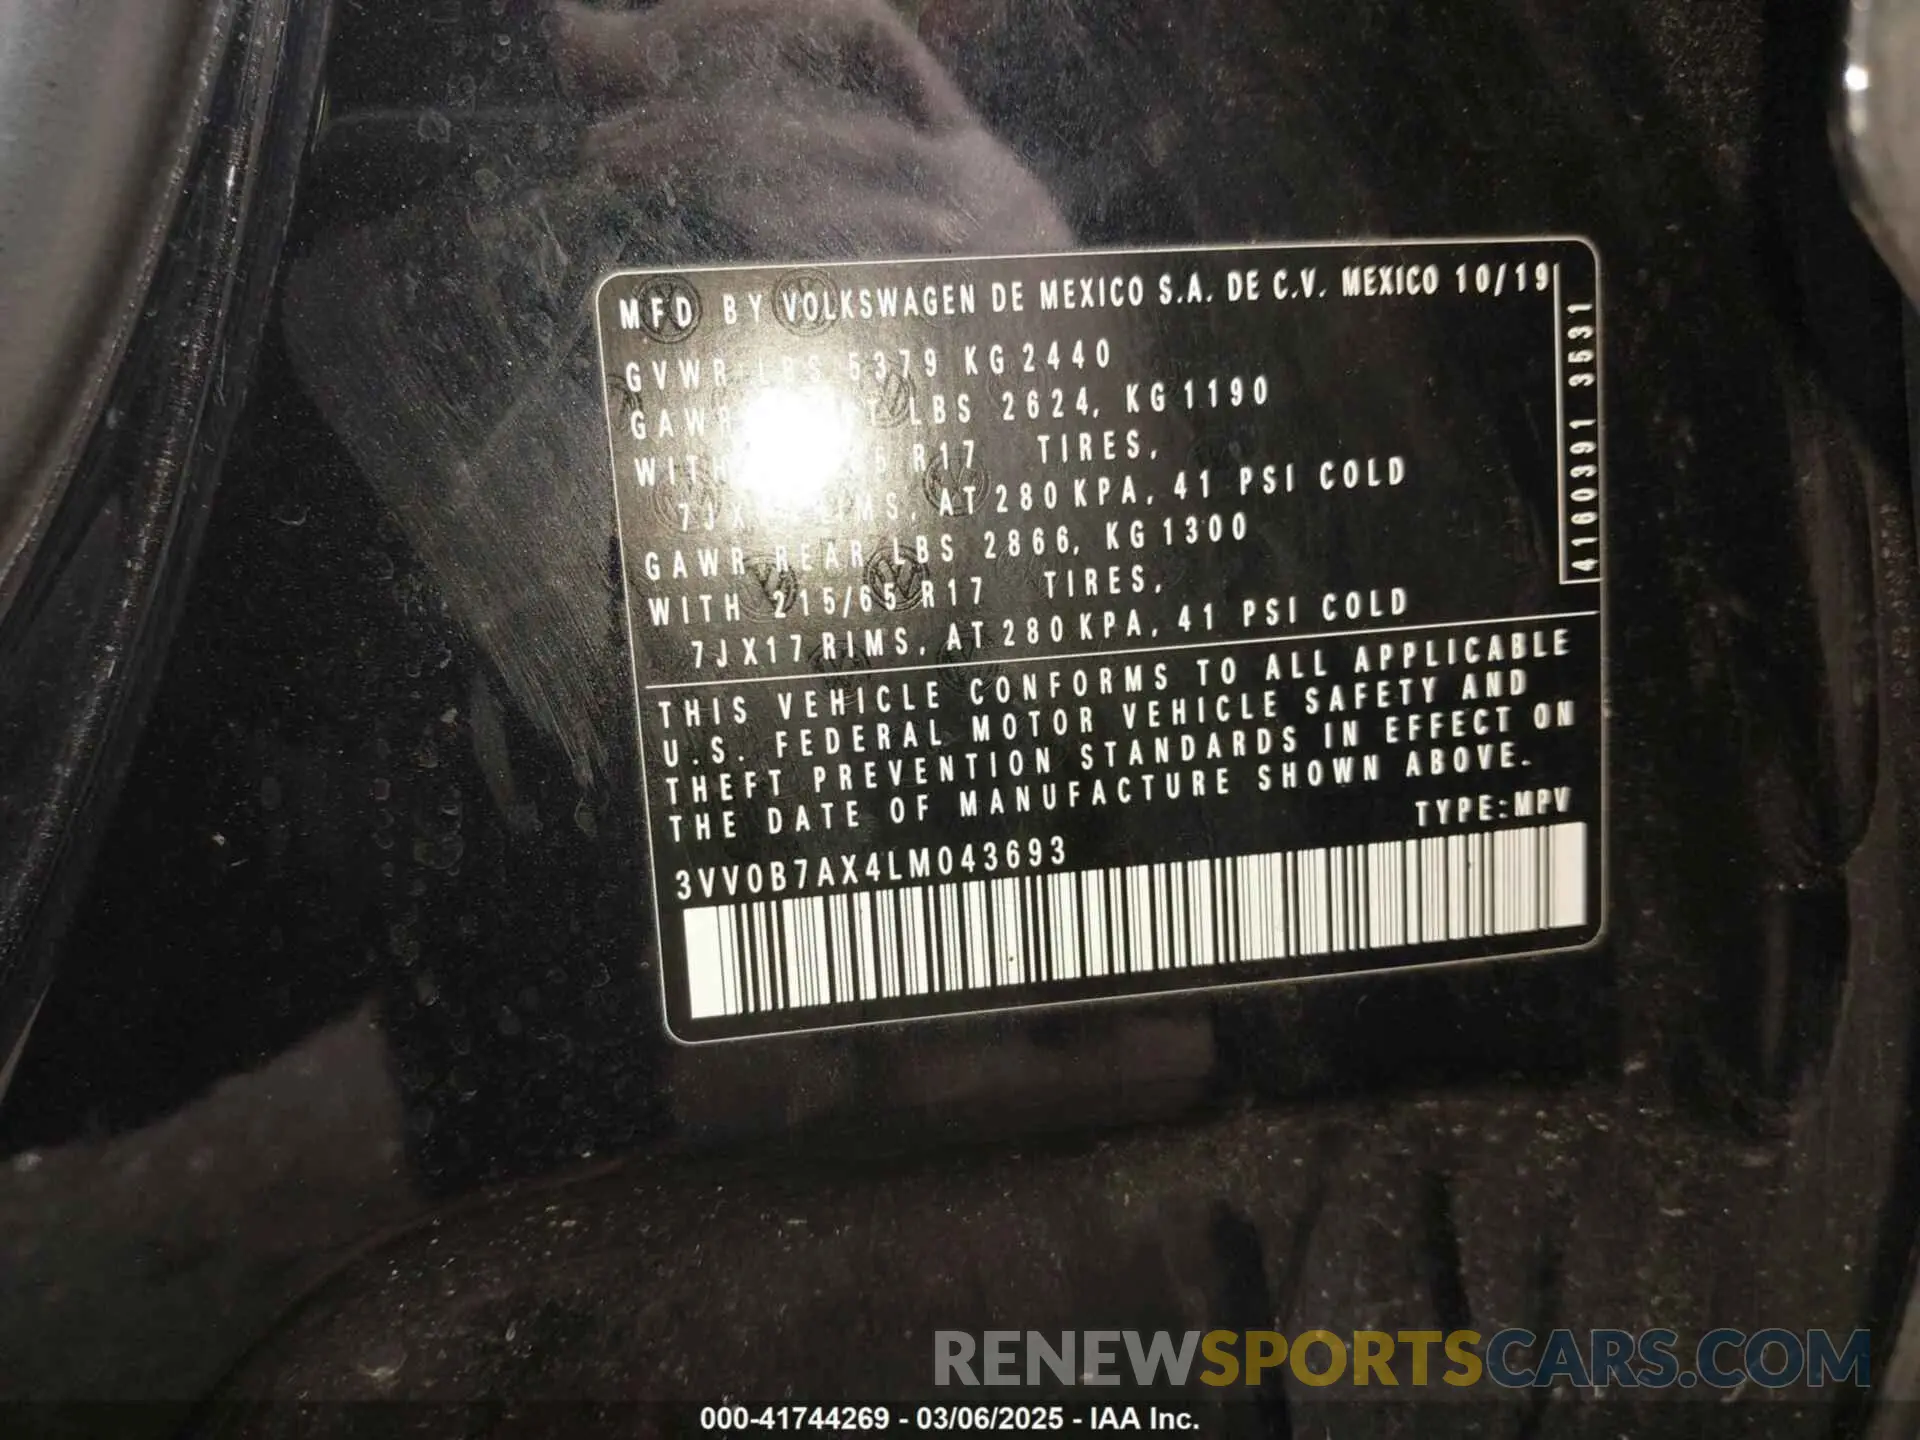 MFD BY VOLKSWAGEN DE MEXICO S.A. DE C.V. MEXICO 10/19
GVWR LBS 5379 KG 2440
GAWR LBS 2624, KG 1190
WITH R17 TIRES,
RIMS, AT 280 KPA, 41 PSI COLD
GAWR REAR LBS 2866, KG 1300
WITH 215/65 R17 TIRES,
7JX17 RIMS, AT 280 KPA, 41 PSI COLD
4160391 3531
THIS VEHICLE CONFORMS TO ALL APPLICABLE
U.S. FEDERAL MOTOR VEHICLE SAFETY AND
THEFT PREVENTION STANDARDS IN EFFECT ON
THE DATE OF MANUFACTURE SHOWN ABOVE.
TYPE:MPV
3VV0B7AX4LM043693
RENEWSPORTSCARS.COM
000-41744269 - 03/06/2025 - IAA Inc.